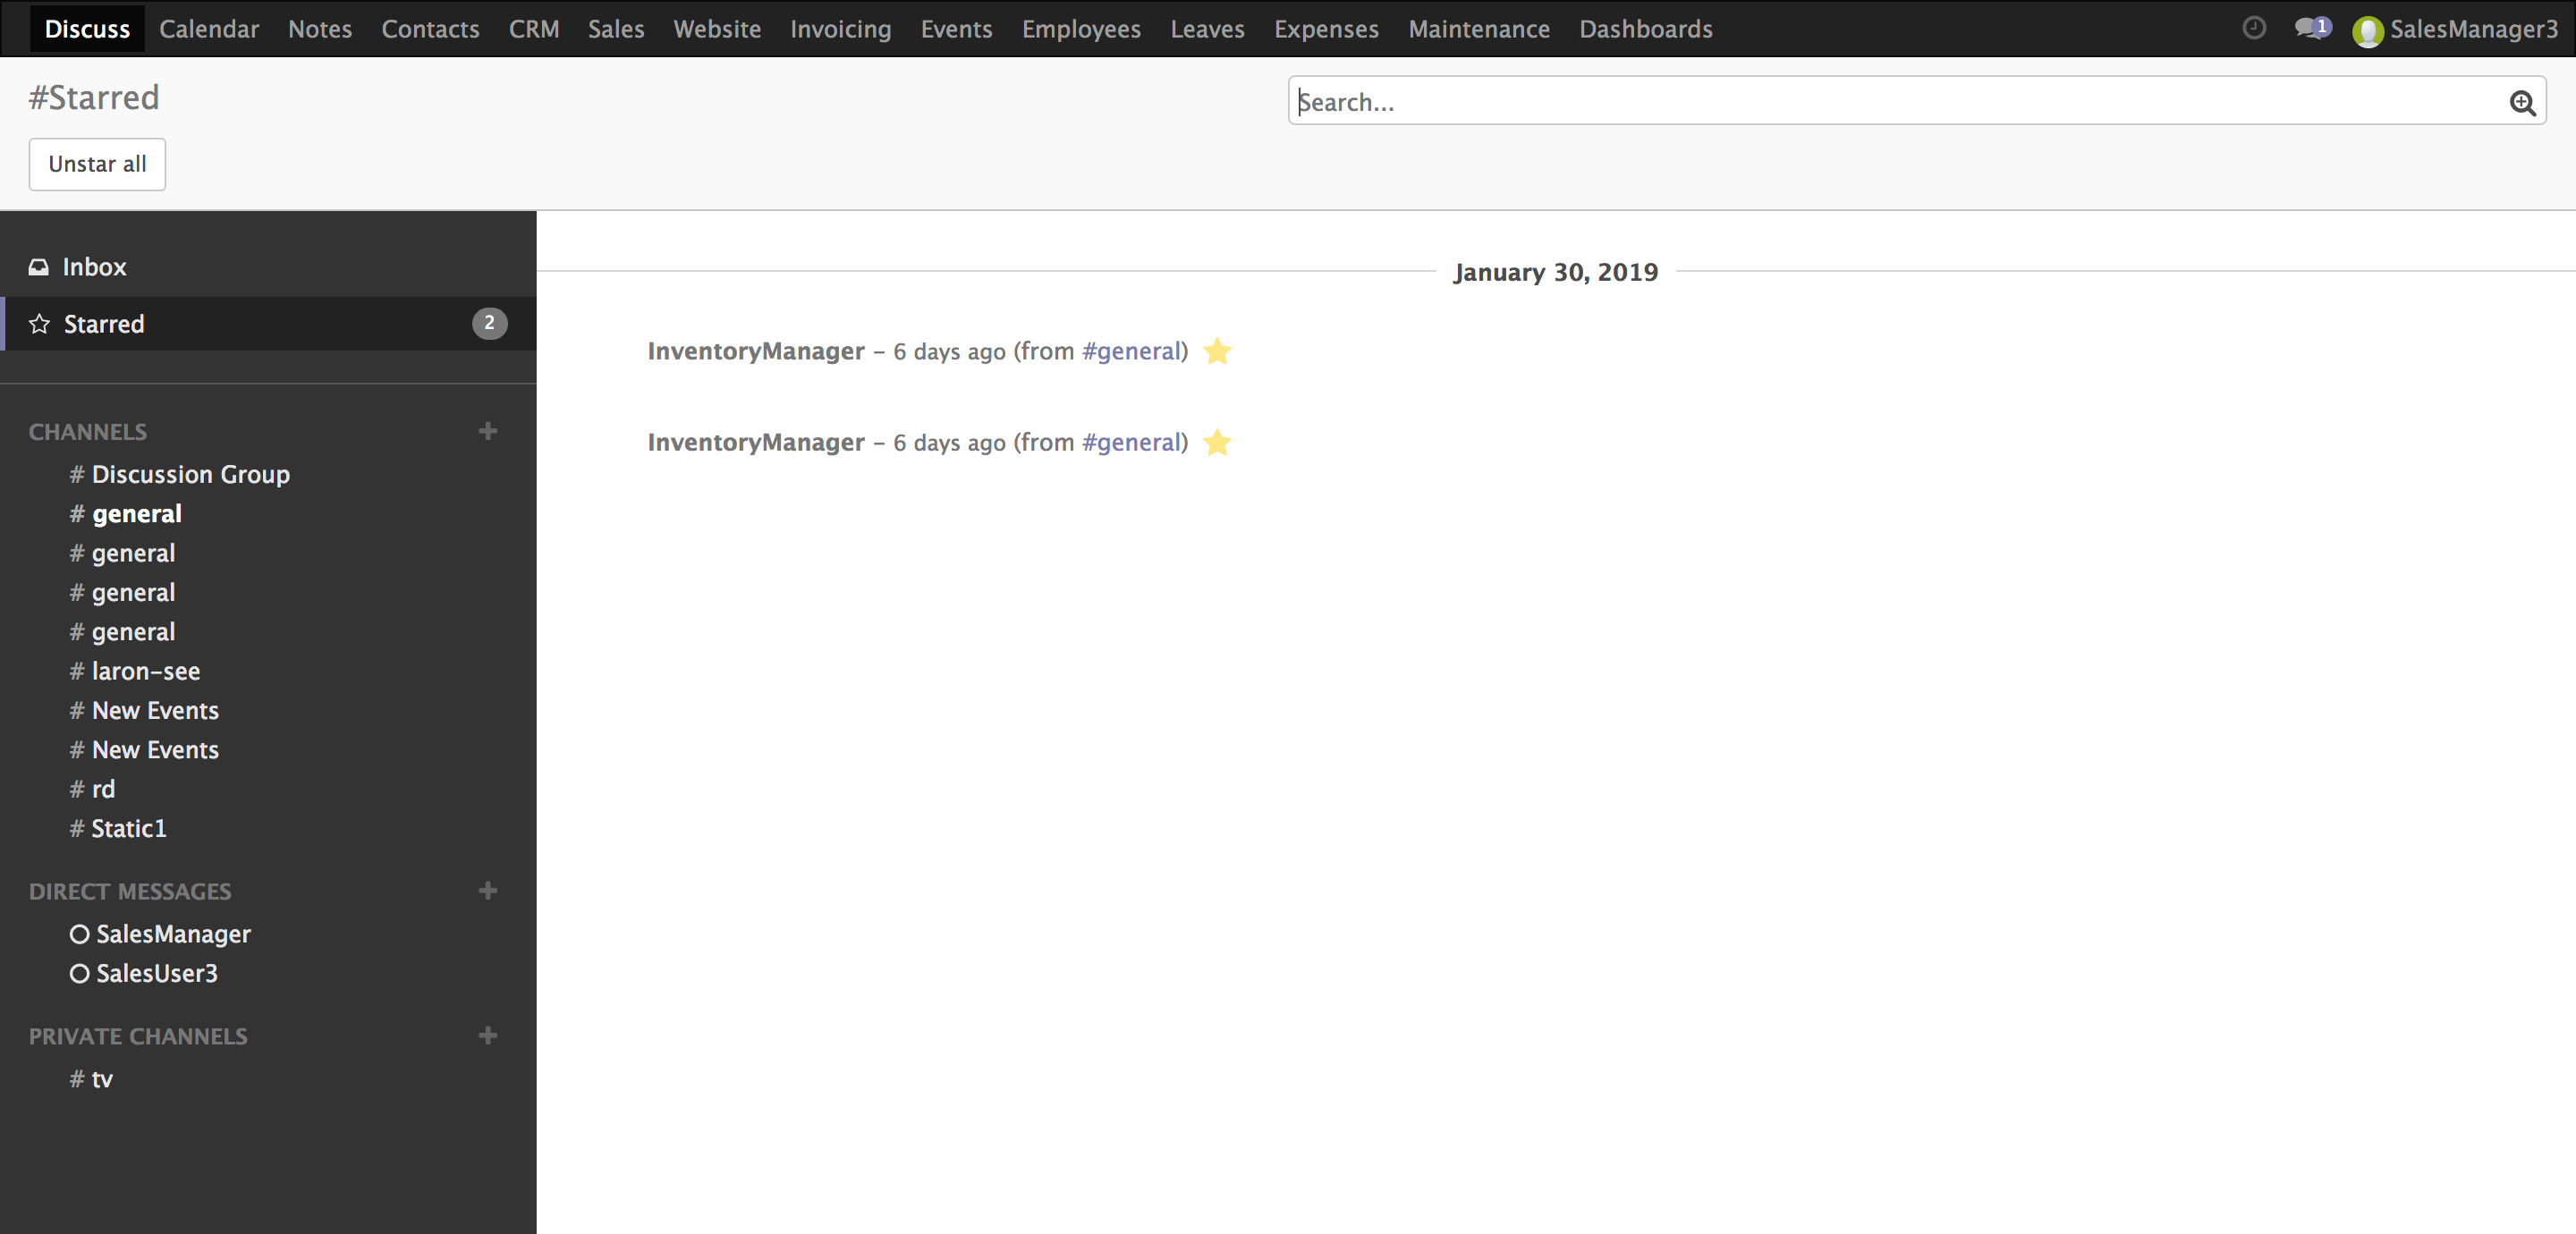 Discuss Calendar Notes Contacts CRM Sales Website Invoicing Events Employees Leaves Expenses Maintenance Dashboards 1 SalesManager3
#Starred
Search...
Unstar all
Inbox
Starred 2
CHANNELS
# Discussion Group
# general
# general
# general
# general
# laron-see
# New Events
# New Events
# rd
# Static1
DIRECT MESSAGES
SalesManager
SalesUser3
PRIVATE CHANNELS
# tv
January 30, 2019
InventoryManager – 6 days ago (from #general)
InventoryManager – 6 days ago (from #general)